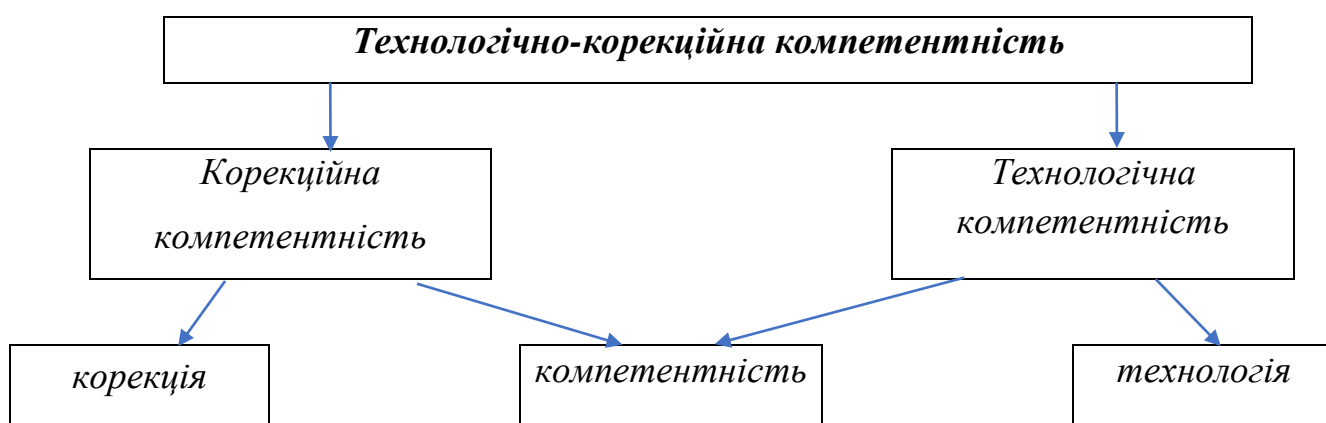 Технологічно-корекційна компетентність
Корекційна
компетентність
Технологічна
компетентність
корекція
компетентність
технологія